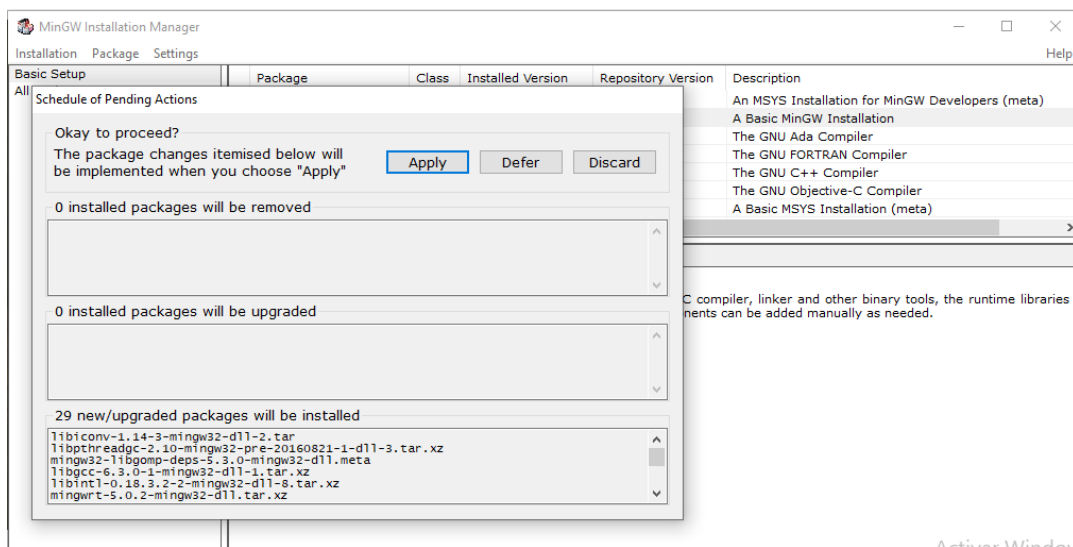 MinGW Installation Manager
Installation Package Settings Help
Basic Setup
All
Package Class Installed Version Repository Version Description
An MSYS Installation for MinGW Developers (meta)
A Basic MinGW Installation
The GNU Ada Compiler
The GNU FORTRAN Compiler
The GNU C++ Compiler
The GNU Objective-C Compiler
A Basic MSYS Installation (meta)
C compiler, linker and other binary tools, the runtime libraries
nents can be added manually as needed.
Schedule of Pending Actions
Okay to proceed?
The package changes itemised below will
be implemented when you choose "Apply"
Apply Defer Discard
0 installed packages will be removed
0 installed packages will be upgraded
29 new/upgraded packages will be installed
libiconv-1.14-3-mingw32-dll-2.tar
libpthreadgc-2.10-mingw32-pre-20160821-1-dll-3.tar.xz
mingw32-libgomp-deps-5.3.0-mingw32-dll.meta
libgcc-6.3.0-1-mingw32-dll-1.tar.xz
libintl-0.18.3.2-2-mingw32-dll-8.tar.xz
mingwrt-5.0.2-mingw32-dll.tar.xz